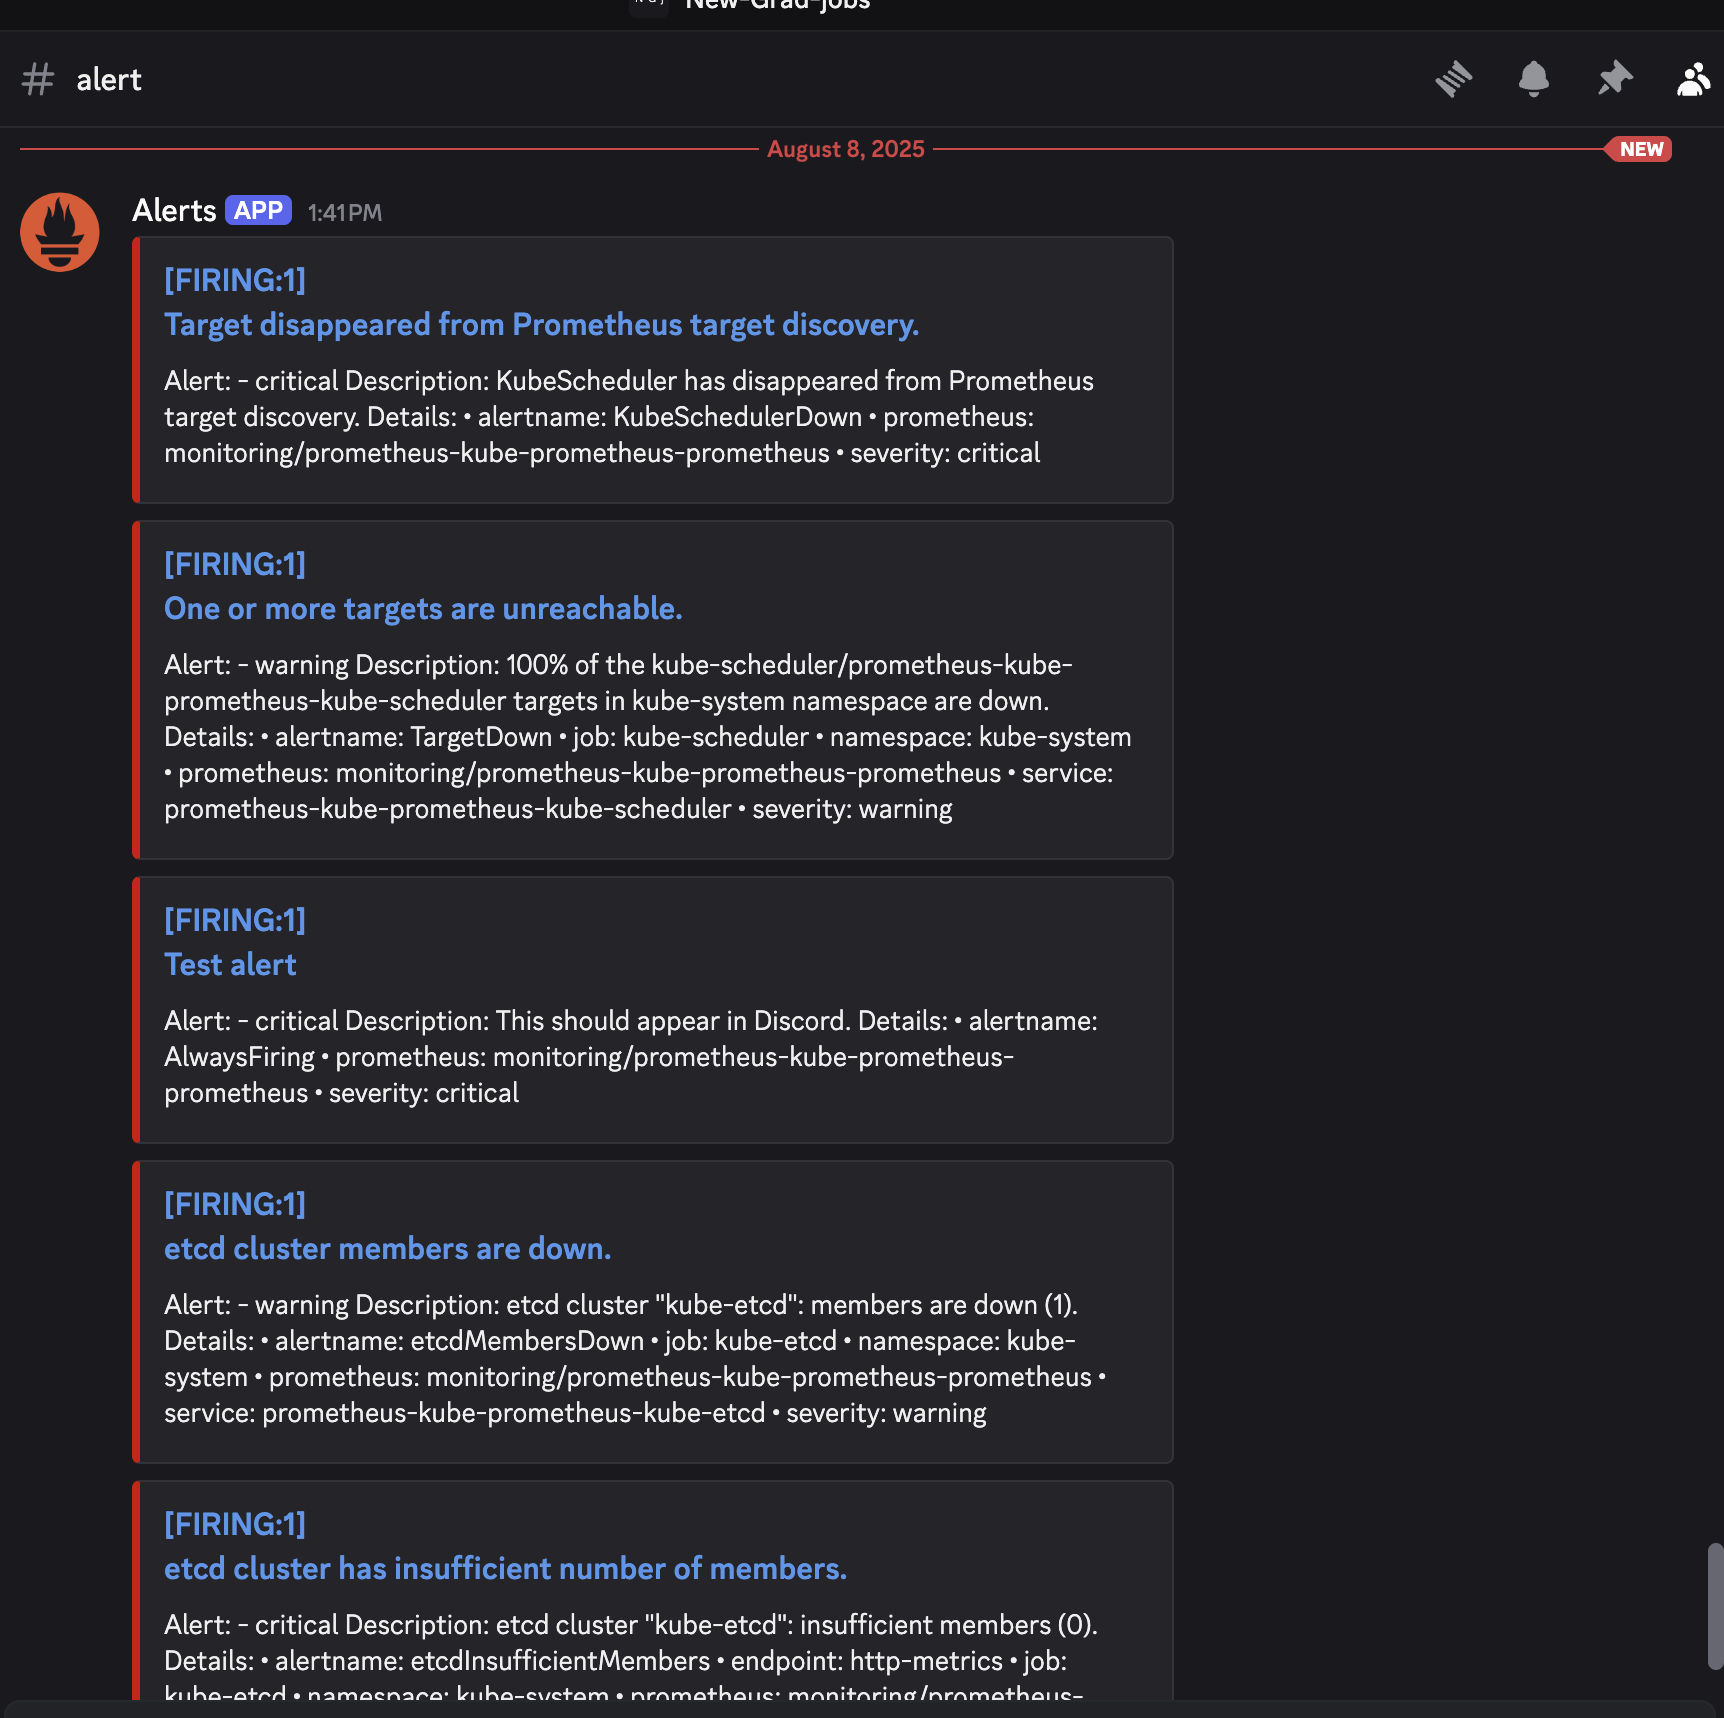 New-Grad-jobs
alert
August 8, 2025
NEW
Alerts APP 1:41 PM
[FIRING:1]
Target disappeared from Prometheus target discovery.
Alert: - critical Description: KubeScheduler has disappeared from Prometheus
target discovery. Details: • alertname: KubeSchedulerDown • prometheus:
monitoring/prometheus-kube-prometheus-prometheus • severity: critical
[FIRING:1]
One or more targets are unreachable.
Alert: - warning Description: 100% of the kube-scheduler/prometheus-kube-
prometheus-kube-scheduler targets in kube-system namespace are down.
Details: • alertname: TargetDown • job: kube-scheduler • namespace: kube-system
• prometheus: monitoring/prometheus-kube-prometheus-prometheus • service:
prometheus-kube-prometheus-kube-scheduler • severity: warning
[FIRING:1]
Test alert
Alert: - critical Description: This should appear in Discord. Details: • alertname:
AlwaysFiring • prometheus: monitoring/prometheus-kube-prometheus-
prometheus • severity: critical
[FIRING:1]
etcd cluster members are down.
Alert: - warning Description: etcd cluster "kube-etcd": members are down (1).
Details: • alertname: etcdMembersDown • job: kube-etcd • namespace: kube-
system • prometheus: monitoring/prometheus-kube-prometheus-prometheus •
service: prometheus-kube-prometheus-kube-etcd • severity: warning
[FIRING:1]
etcd cluster has insufficient number of members.
Alert: - critical Description: etcd cluster "kube-etcd": insufficient members (0).
Details: • alertname: etcdInsufficientMembers • endpoint: http-metrics • job:
kube-etcd • namespace: kube-system • prometheus: monitoring/prometheus-